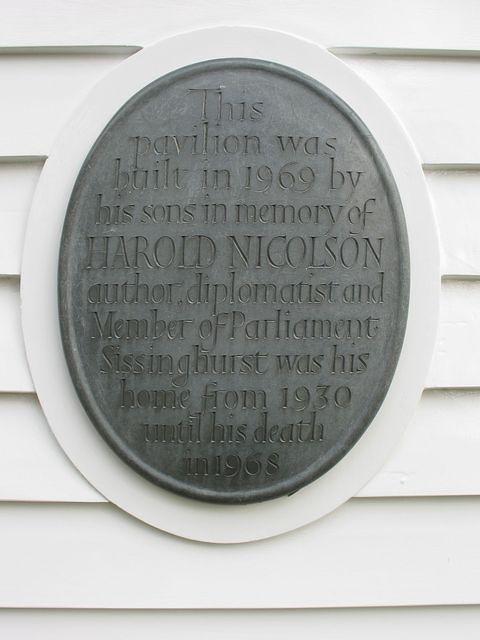 This
pavilion was
built in 1969 by
his sons in memory of
HAROLD NICOLSON
author, diplomatist and
Member of Parliament.
Sissinghurst was his
home from 1930
until his death
in 1968